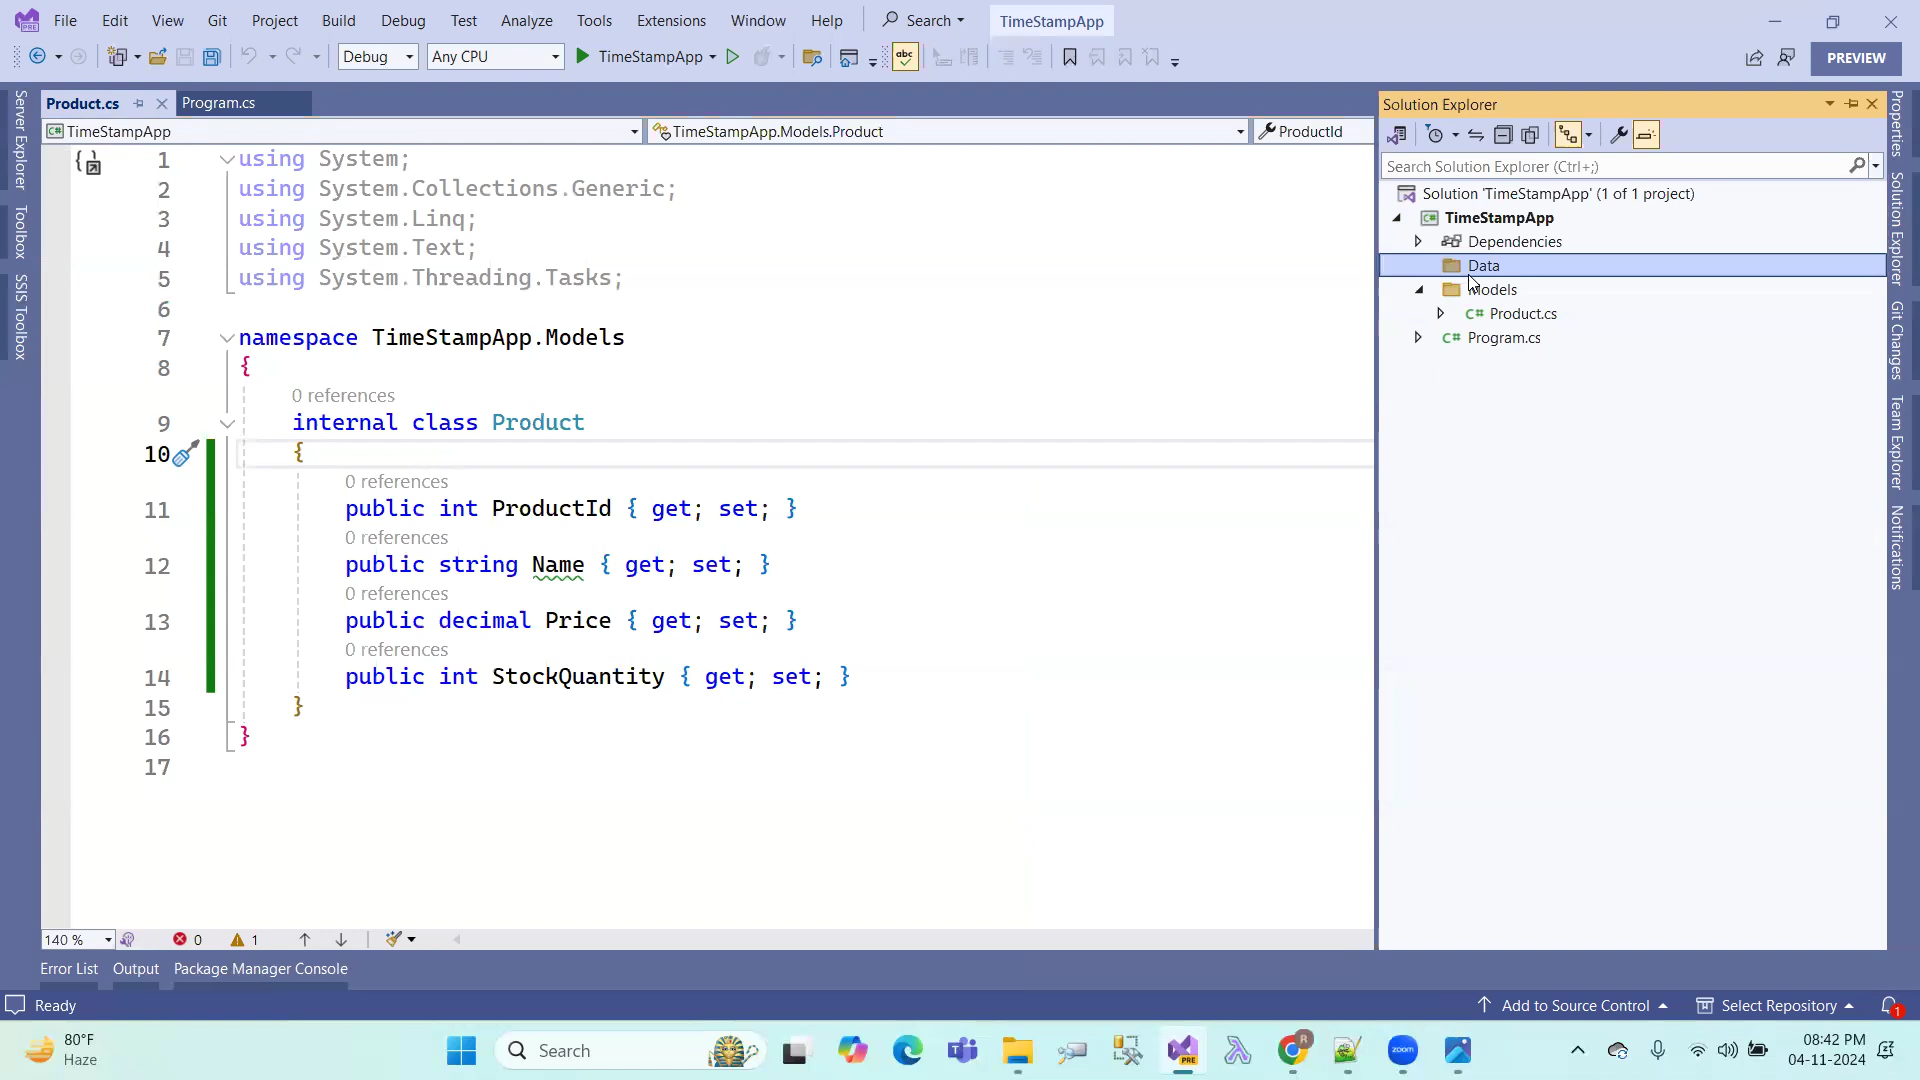 File Edit View Git Project Build Debug Test Analyze Tools Extensions Window Help Search TimeStampApp
Debug Any CPU TimeStampApp abc PREVIEW
Server Explorer
Toolbox
SSIS Toolbox
Product.cs Program.cs
C# TimeStampApp TimeStampApp.Models.Product ProductId
1 using System;
2 using System.Collections.Generic;
3 using System.Linq;
4 using System.Text;
5 using System.Threading.Tasks;
6
7 namespace TimeStampApp.Models
8 {
0 references
9 internal class Product
10 {
0 references
11 public int ProductId { get; set; }
0 references
12 public string Name { get; set; }
0 references
13 public decimal Price { get; set; }
0 references
14 public int StockQuantity { get; set; }
15 }
16 }
17
140 % 0 1
Error List Output Package Manager Console
Solution Explorer
Search Solution Explorer (Ctrl+;)
Solution 'TimeStampApp' (1 of 1 project)
C# TimeStampApp
Dependencies
Data
Models
C# Product.cs
C# Program.cs
Properties
Solution Explorer
Git Changes
Team Explorer
Notifications
Ready Add to Source Control Select Repository 1
80°F
Haze
Search
PRE
R
zoom
08:42 PM
04-11-2024